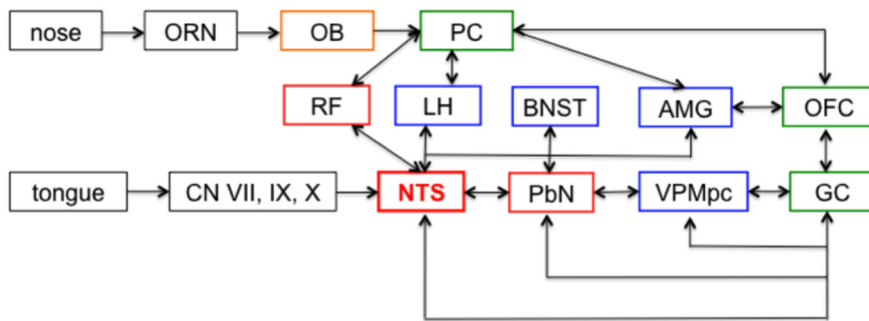 nose ORN OB PC
RF LH BNST AMG OFC
tongue CN VII, IX, X NTS PbN VPMpc GC